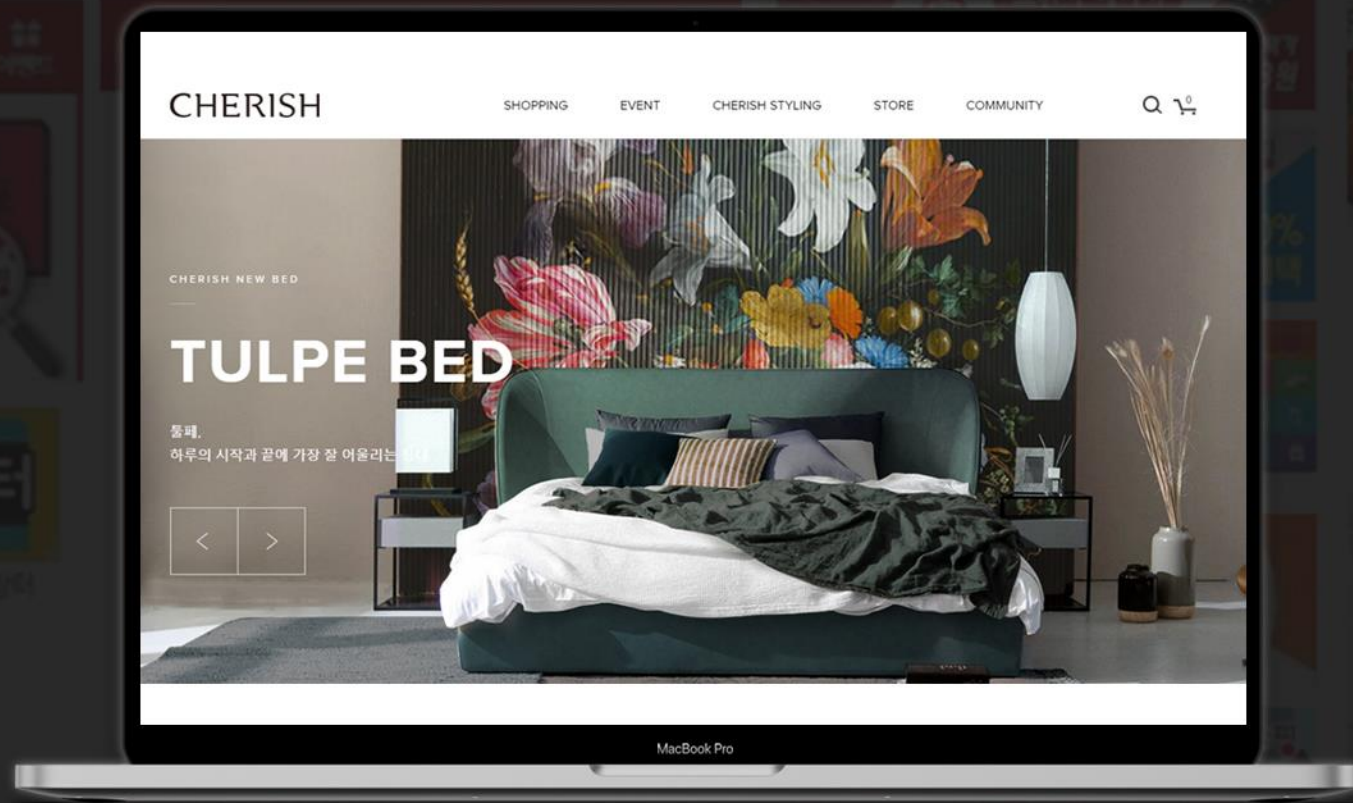 CHERISH
SHOPPING EVENT CHERISH STYLING STORE COMMUNITY
0
CHERISH NEW BED
TULPE BED
툴페,
하루의 시작과 끝에 가장 잘 어울리는
MacBook Pro